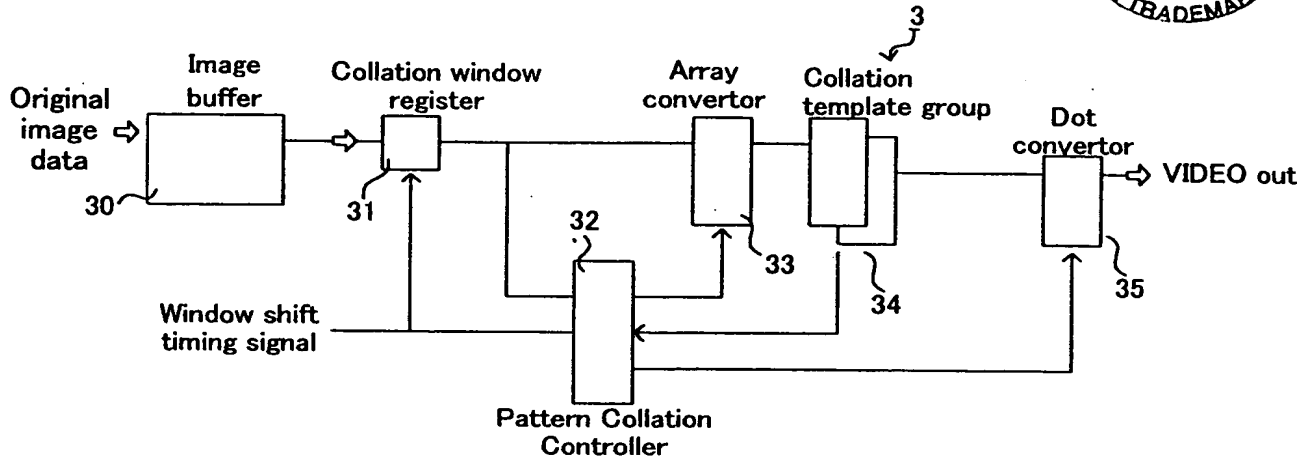 TRADEMA
3
Image
buffer
Collation window
register
Array
convertor
Collation
template group
Dot
convertor
Original
image
data
VIDEO out
30
31
32
33
34
35
Window shift
timing signal
Pattern Collation
Controller